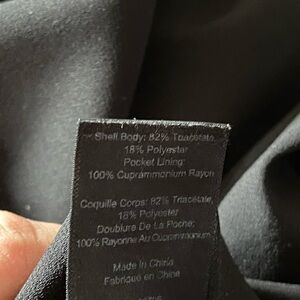 Shell Body: 82% Triacetate,
18% Polyester
Pocket Lining:
100% Cuprammonium Rayon
Coquille Corps: 82% Triacetate,
18% Polyester
Doublure De La Poche:
100% Rayonne Au Cuprammonium
Made in China
Fabriqué en Chine